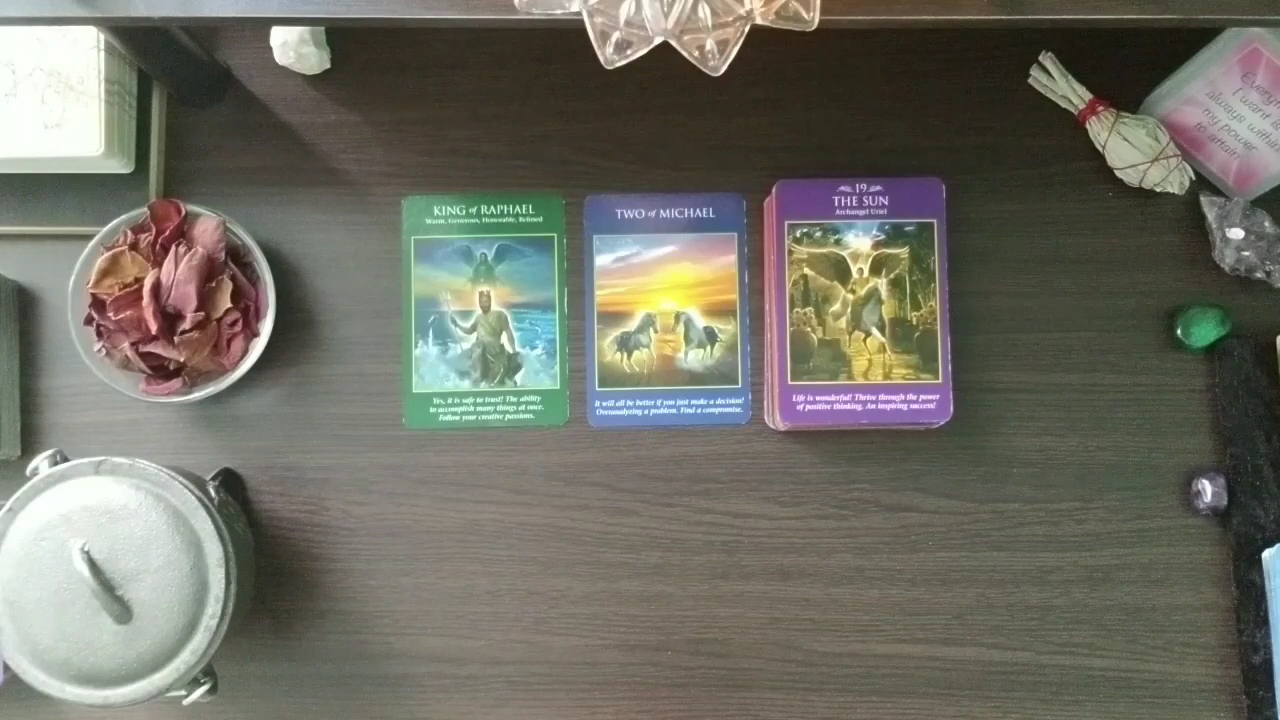 KING of RAPHAEL
Warm, Generous, Honorable, Refined
Yes, it is safe to trust! The ability
to accomplish many things at once.
Follow your creative passions.
TWO of MICHAEL
It will all be better if you just make a decision!
Overanalyzing a problem. Find a compromise.
19
THE SUN
Archangel Uriel
Life is wonderful! Thrive through the power
of positive thinking. An inspiring success!
I want is
always within
my power
to attain